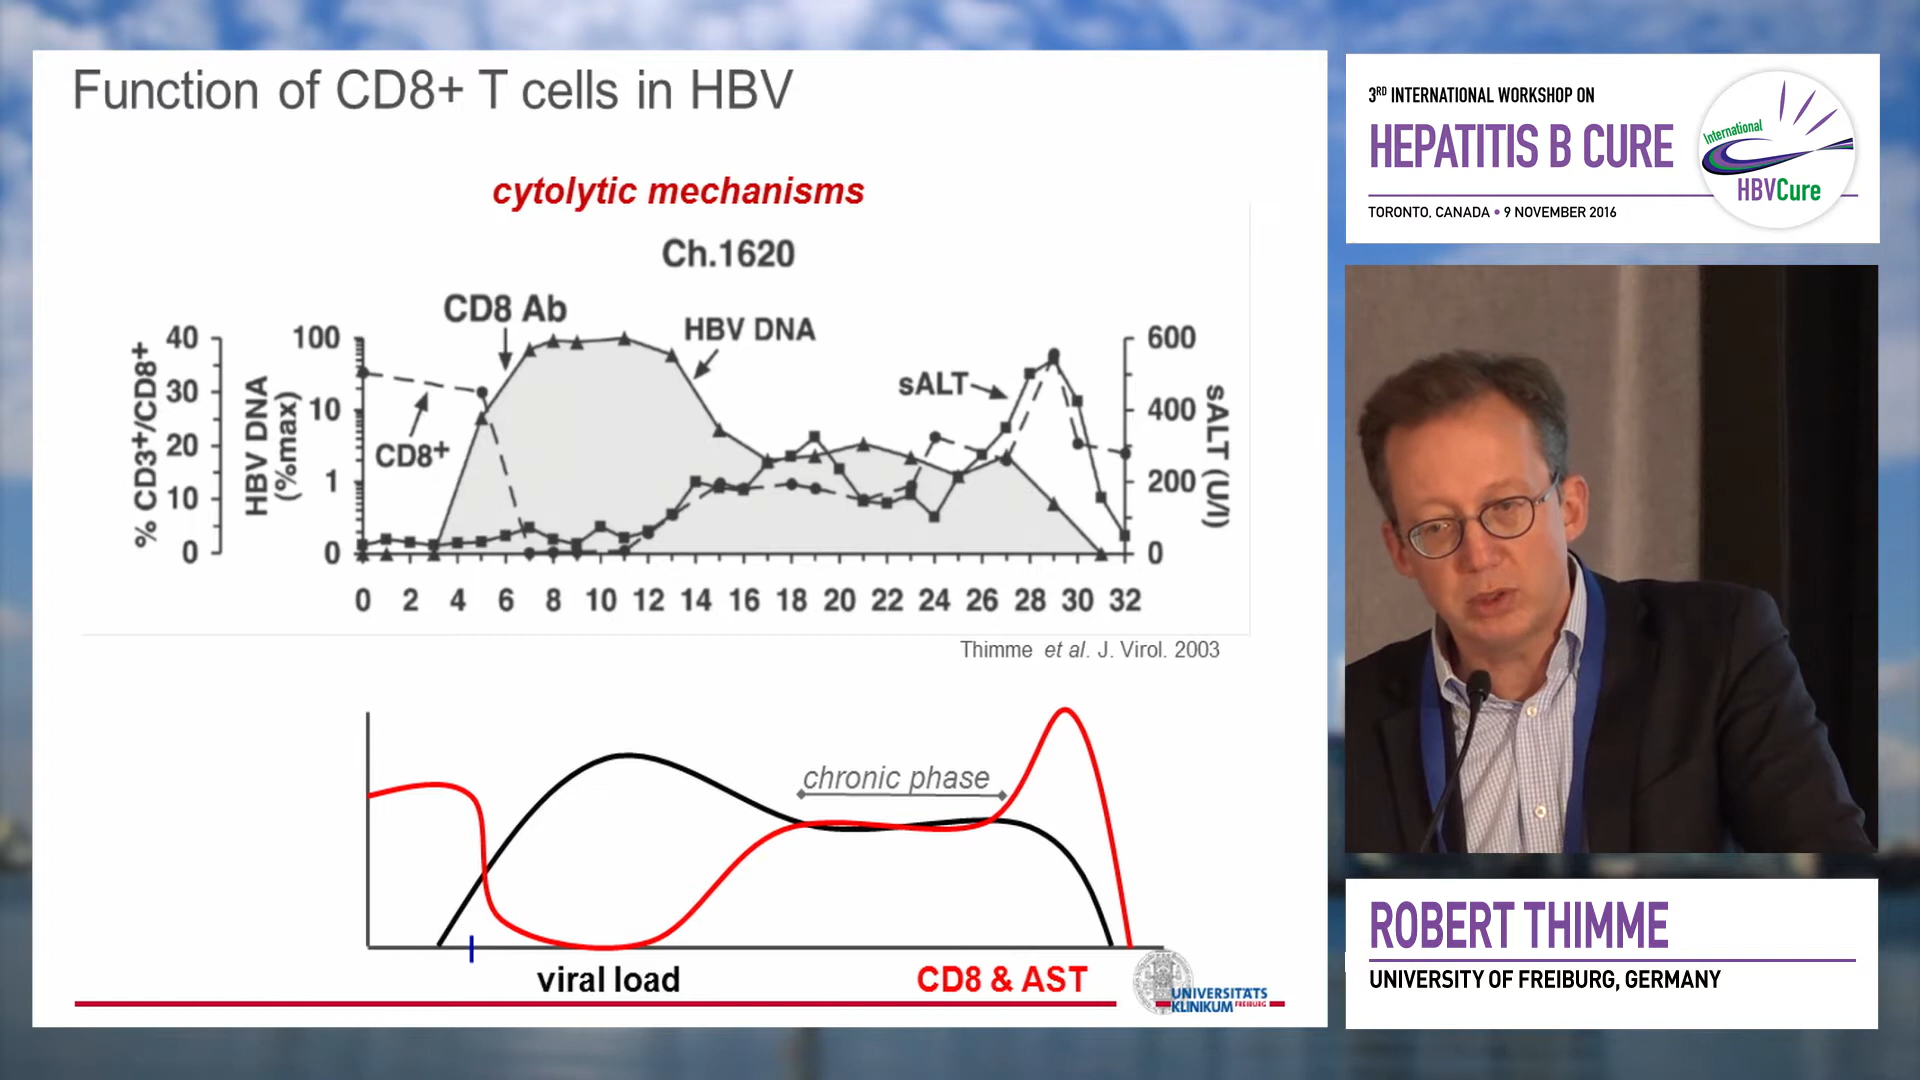 Function of CD8+ T cells in HBV
cytolytic mechanisms
Ch.1620
CD8 Ab
HBV DNA
sALT
CD8+
% CD3+/CD8+
40
30
20
10
0
HBV DNA
(%max)
100
10
1
0
600
400
200
0
sALT (U/l)
0 2 4 6 8 10 12 14 16 18 20 22 24 26 28 30 32
Thimme et al. J. Virol. 2003
chronic phase
viral load
CD8 & AST
UNIVERSITÄTS
KLINIKUM FREIBURG
3RD INTERNATIONAL WORKSHOP ON
HEPATITIS B CURE
TORONTO, CANADA • 9 NOVEMBER 2016
International
HBVCure
ROBERT THIMME
UNIVERSITY OF FREIBURG, GERMANY